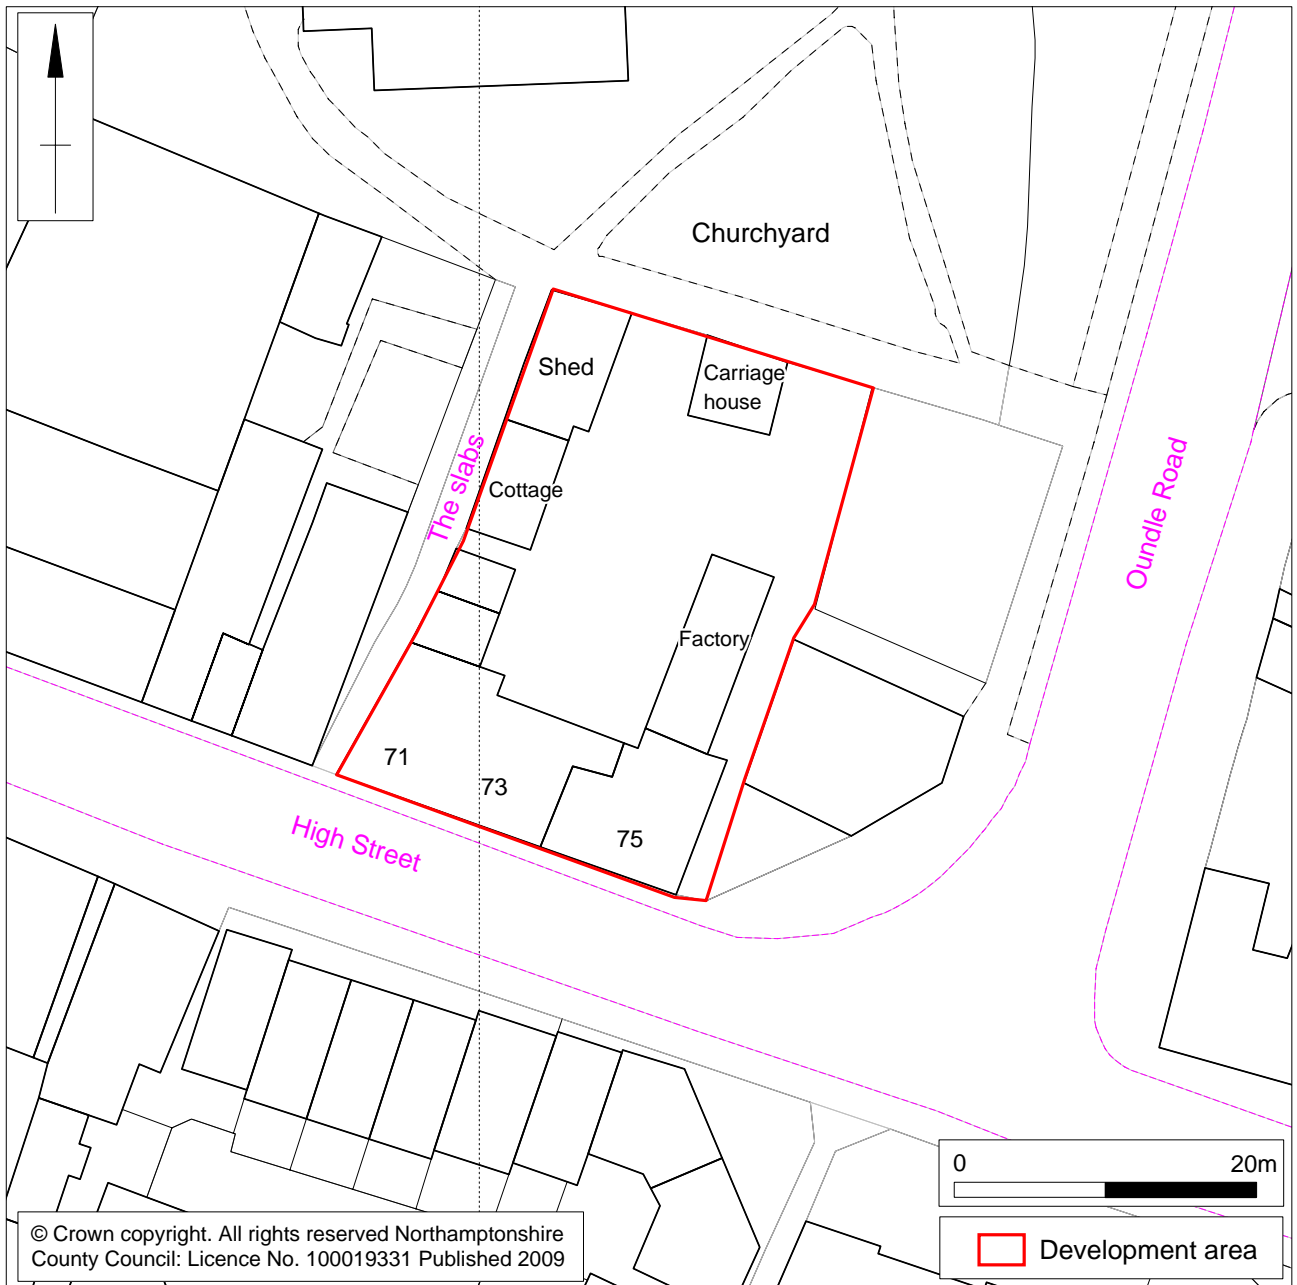 Churchyard
Shed
Carriage
house
The slabs
Cottage
Oundle Road
Factory
71
73
75
High Street
0 20m
© Crown copyright. All rights reserved Northamptonshire
County Council: Licence No. 100019331 Published 2009
Development area